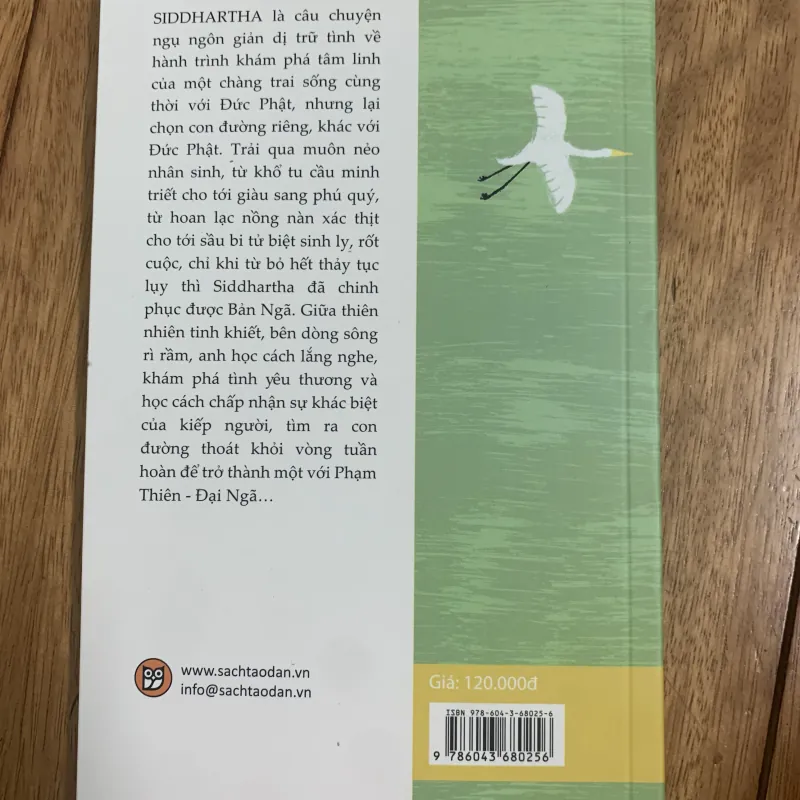 SIDDHARTHA là câu chuyện
ngụ ngôn giản dị trữ tình về
hành trình khám phá tâm linh
của một chàng trai sống cùng
thời với Đức Phật, nhưng lại
chọn con đường riêng, khác với
Đức Phật. Trải qua muôn nẻo
nhân sinh, từ khổ tu cầu minh
triết cho tới giàu sang phú quý,
từ hoan lạc nồng nàn xác thịt
cho tới sầu bi tử biệt sinh ly, rốt
cuộc, chỉ khi từ bỏ hết thảy tục
lụy thì Siddhartha đã chinh
phục được Bản Ngã. Giữa thiên
nhiên tinh khiết, bên dòng sông
rì rầm, anh học cách lắng nghe,
khám phá tình yêu thương và
học cách chấp nhận sự khác biệt
của kiếp người, tìm ra con
đường thoát khỏi vòng tuần
hoàn để trở thành một với Phạm
Thiên - Đại Ngã...
www.sachtaodan.vn
info@sachtaodan.vn
Giá: 120.000đ
ISBN 978-604-3-68025-6
9 786043 680256